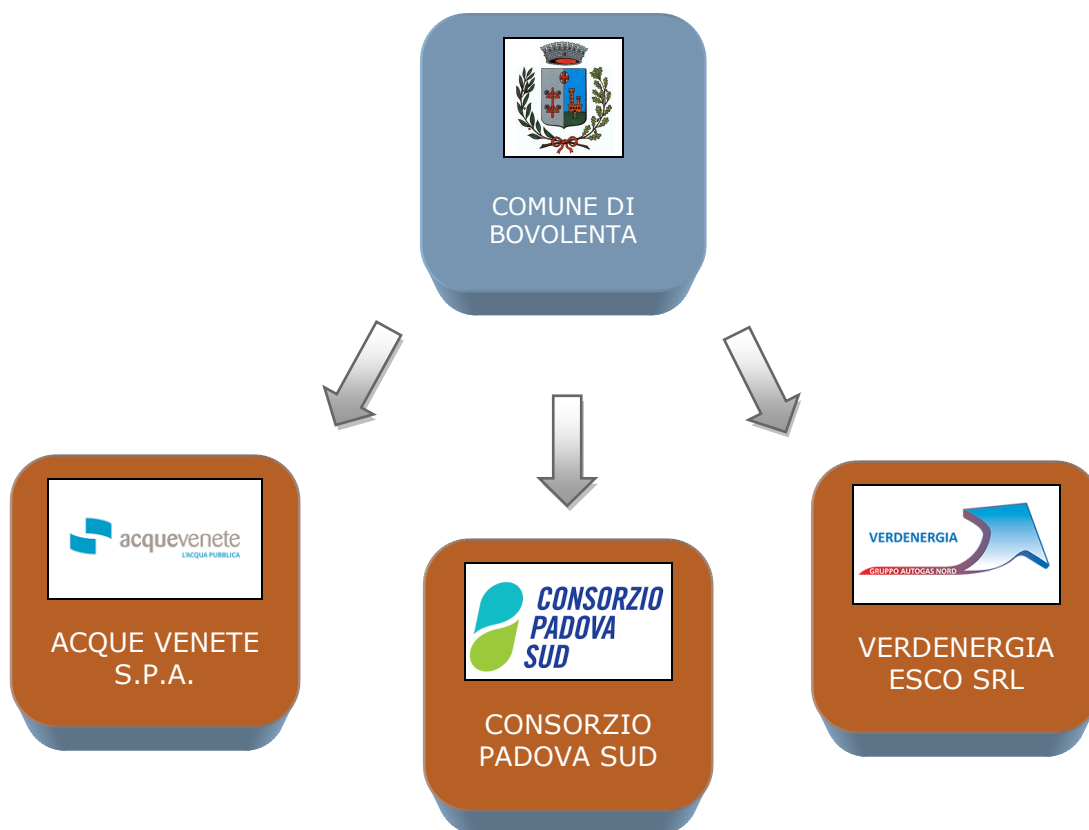 COMUNE DI
BOVOLENTA
acquevenete
L'ACQUA PUBBLICA
ACQUE VENETE
S.P.A.
CONSORZIO
PADOVA
SUD
CONSORZIO
PADOVA SUD
VERDENERGIA
GRUPPO AUTOGAS NORD
VERDENERGIA
ESCO SRL